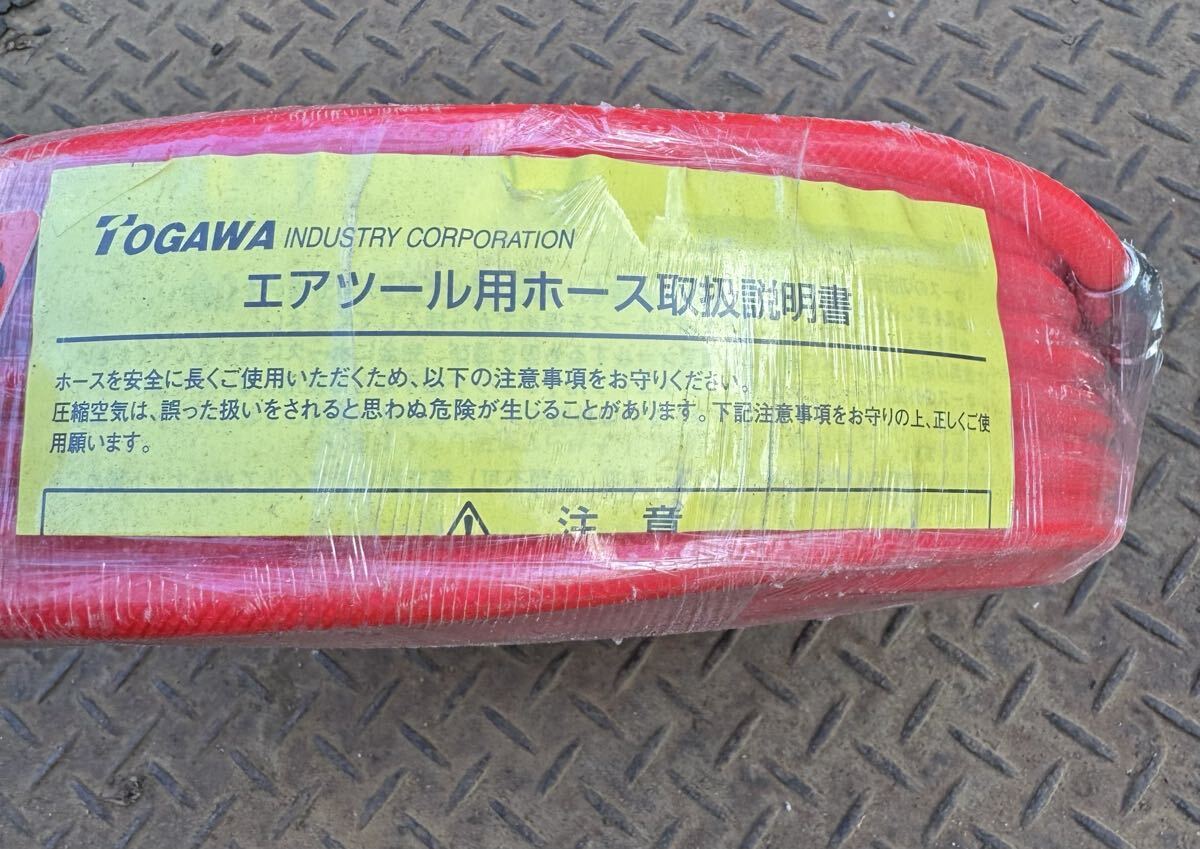 TOGAWA INDUSTRY CORPORATION
エアツール用ホース取扱説明書
ホースを安全に長くご使用いただくため、以下の注意事項をお守りください。
圧縮空気は、誤った扱いをされると思わぬ危険が生じることがあります。下記注意事項をお守りの上、正しくご使
用願います。
注 意